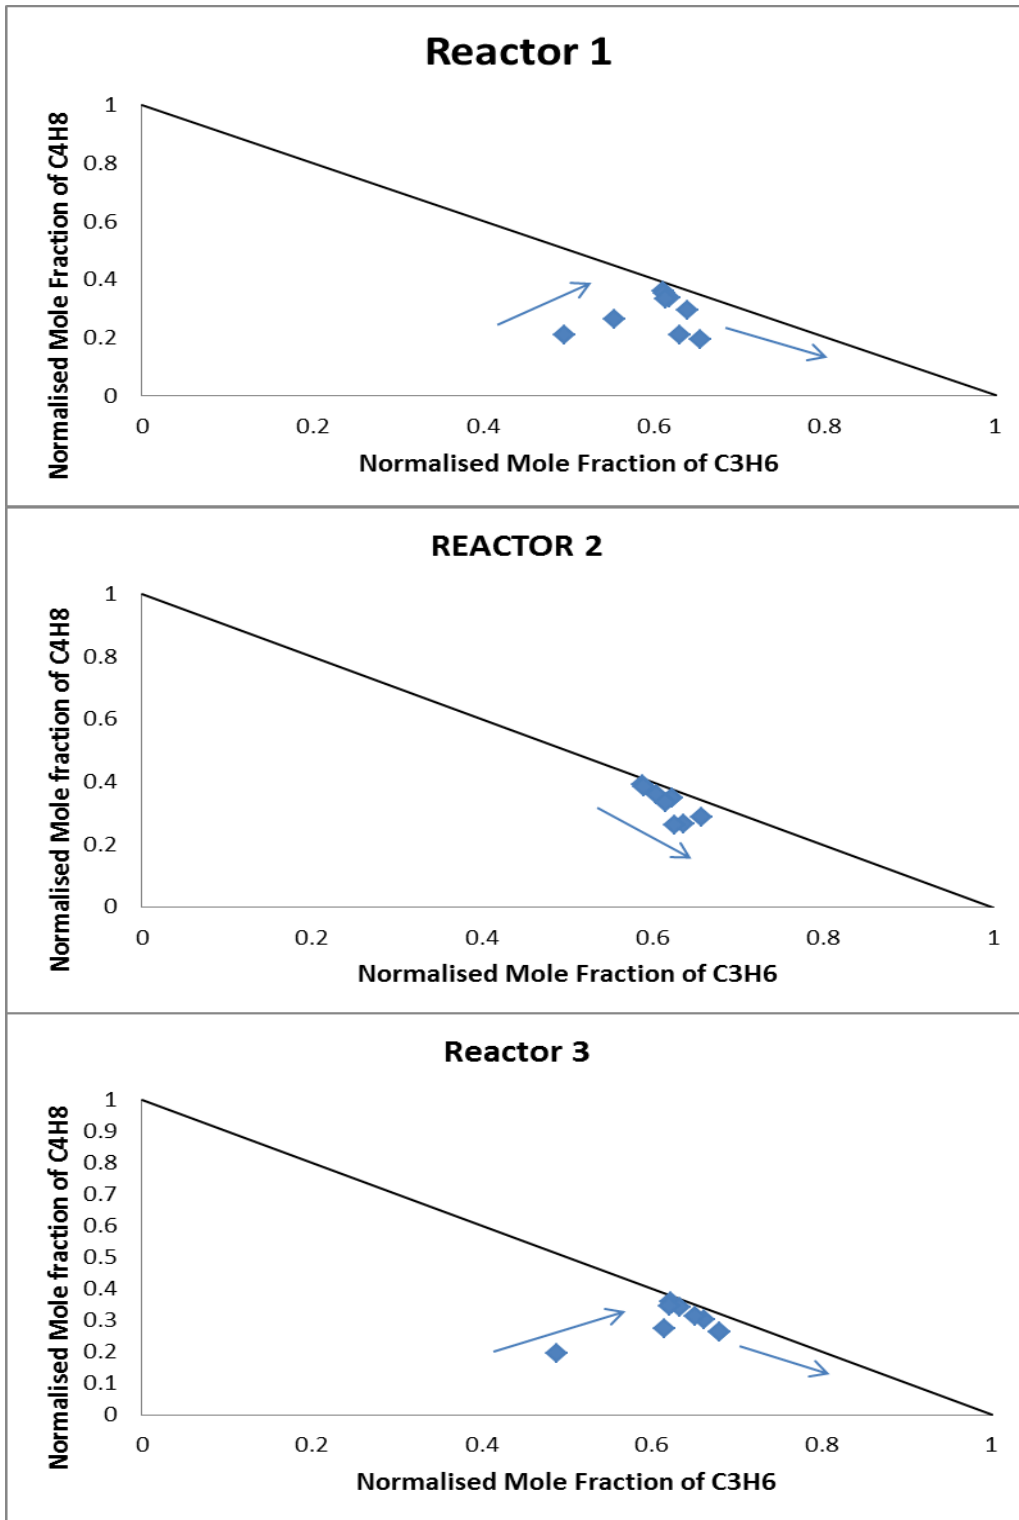 Reactor 1
Normalised Mole Fraction of C4H8
1
0.8
0.6
0.4
0.2
0
0 0.2 0.4 0.6 0.8 1
Normalised Mole Fraction of C3H6
REACTOR 2
Normalised Mole fraction of C4H8
1
0.8
0.6
0.4
0.2
0
0 0.2 0.4 0.6 0.8 1
Normalised Mole Fraction of C3H6
Reactor 3
Normalised Mole fraction of C4H8
1
0.9
0.8
0.7
0.6
0.5
0.4
0.3
0.2
0.1
0
0 0.2 0.4 0.6 0.8 1
Normalised Mole Fraction of C3H6